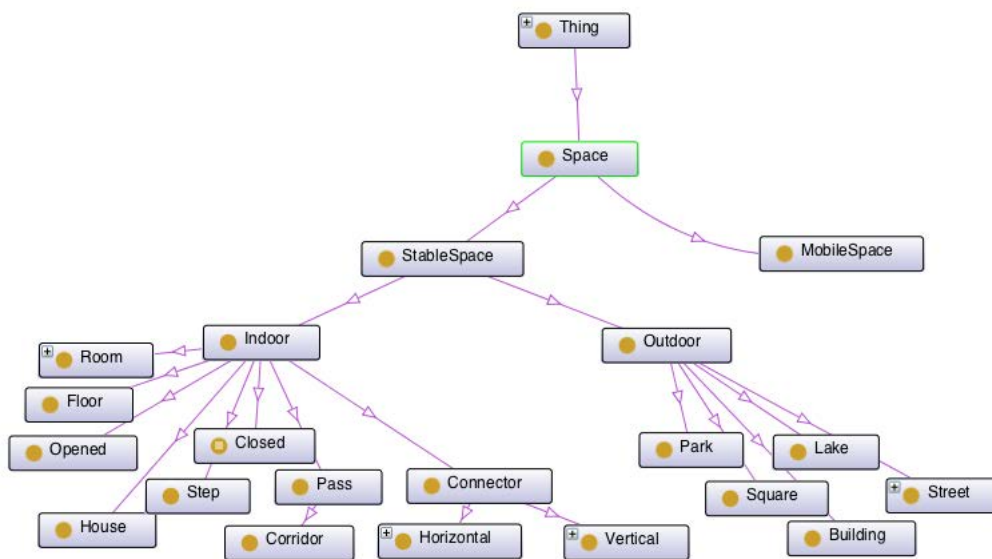 Thing
Space
StableSpace
MobileSpace
Indoor
Outdoor
Room
Floor
Opened
Closed
Park
Lake
Step
Pass
Connector
Square
Street
House
Corridor
Horizontal
Vertical
Building